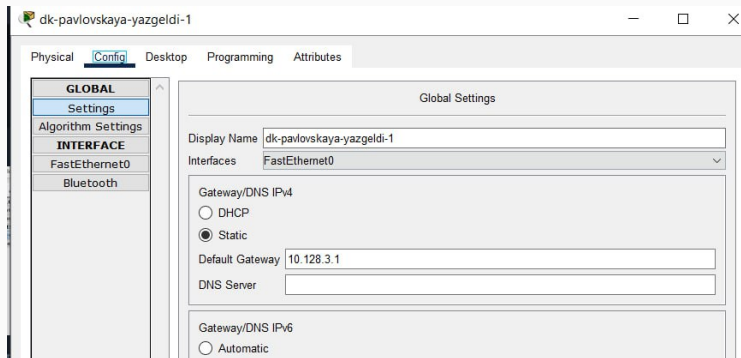 dk-pavlovskaya-yazgeldi-1
Physical Config Desktop Programming Attributes
GLOBAL
Settings
Algorithm Settings
INTERFACE
FastEthernet0
Bluetooth
Global Settings
Display Name dk-pavlovskaya-yazgeldi-1
Interfaces FastEthernet0
Gateway/DNS IPv4
DHCP
Static
Default Gateway 10.128.3.1
DNS Server
Gateway/DNS IPv6
Automatic